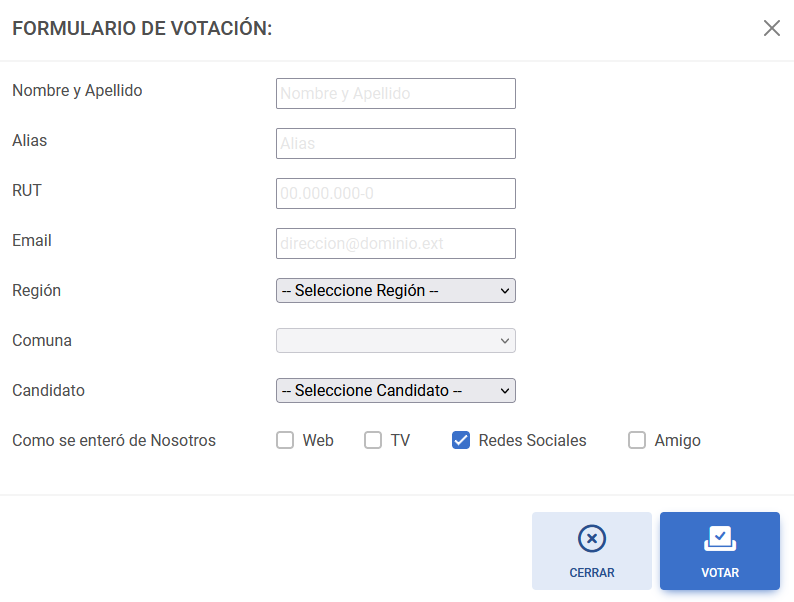 FORMULARIO DE VOTACIÓN:
Nombre y Apellido Nombre y Apellido
Alias Alias
RUT 00.000.000-0
Email direccion@dominio.ext
Región -- Seleccione Región --
Comuna
Candidato -- Seleccione Candidato --
Como se enteró de Nosotros Web TV Redes Sociales Amigo
CERRAR VOTAR